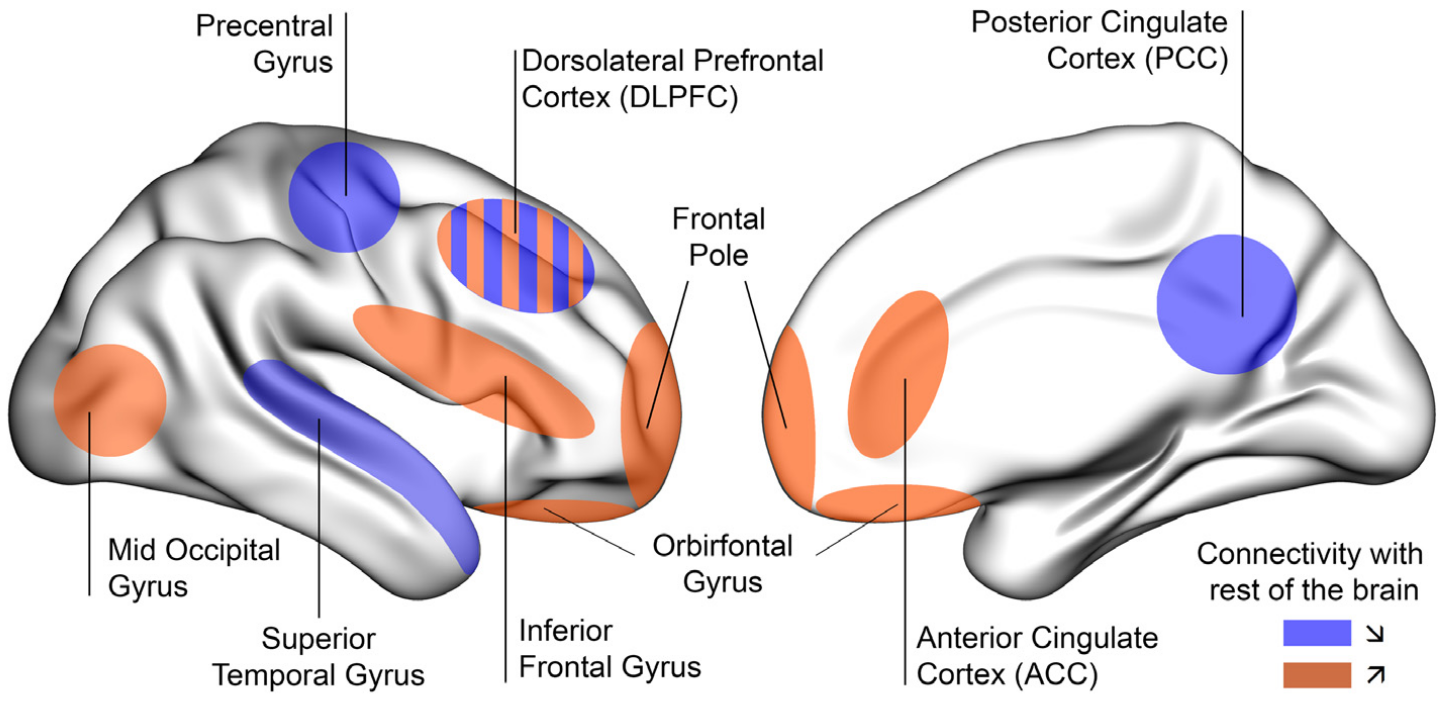 Precentral
Gyrus
Dorsolateral Prefrontal
Cortex (DLPFC)
Posterior Cingulate
Cortex (PCC)
Frontal
Pole
Mid Occipital
Gyrus
Superior
Temporal Gyrus
Inferior
Frontal Gyrus
Orbirfontal
Gyrus
Anterior Cingulate
Cortex (ACC)
Connectivity with
rest of the brain
↘
↗